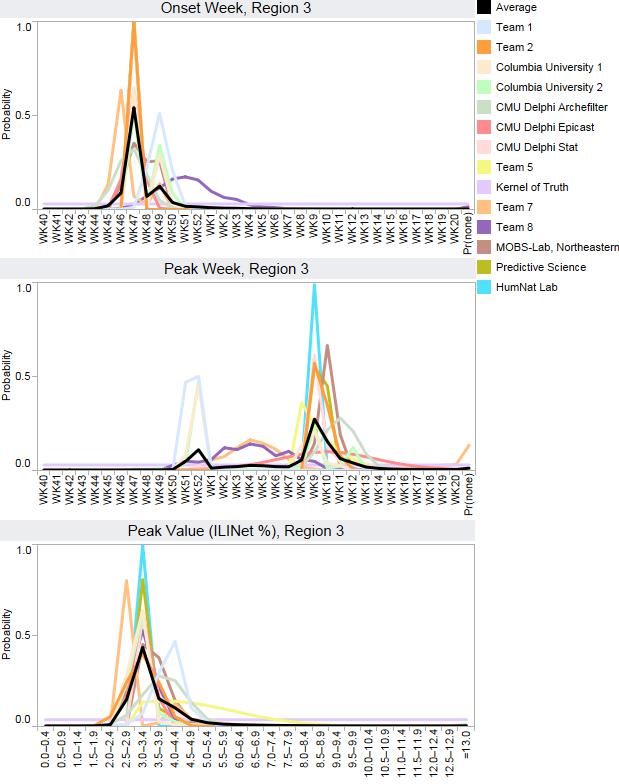 Onset Week, Region 3
1.0
0.5
0.0
Probability
WK40
WK41
WK42
WK43
WK44
WK45
WK46
WK47
WK48
WK49
WK50
WK51
WK52
WK1
WK2
WK3
WK4
WK5
WK6
WK7
WK8
WK9
WK10
WK11
WK12
WK13
WK14
WK15
WK16
WK17
WK18
WK19
WK20
Pr(none)
Average
Team 1
Team 2
Columbia University 1
Columbia University 2
CMU Delphi Archefilter
CMU Delphi Epicast
CMU Delphi Stat
Team 5
Kernel of Truth
Team 7
Team 8
MOBS-Lab, Northeastern
Predictive Science
HumNat Lab
Peak Week, Region 3
1.0
0.5
0.0
Probability
WK40
WK41
WK42
WK43
WK44
WK45
WK46
WK47
WK48
WK49
WK50
WK51
WK52
WK1
WK2
WK3
WK4
WK5
WK6
WK7
WK8
WK9
WK10
WK11
WK12
WK13
WK14
WK15
WK16
WK17
WK18
WK19
WK20
Pr(none)
Peak Value (ILINet %), Region 3
1.0
0.5
0.0
Probability
0.0–0.4
0.5–0.9
1.0–1.4
1.5–1.9
2.0–2.4
2.5–2.9
3.0–3.4
3.5–3.9
4.0–4.4
4.5–4.9
5.0–5.4
5.5–5.9
6.0–6.4
6.5–6.9
7.0–7.4
7.5–7.9
8.0–8.4
8.5–8.9
9.0–9.4
9.5–9.9
10.0–10.4
10.5–10.9
11.0–11.4
11.5–11.9
12.0–12.4
12.5–12.9
=13.0